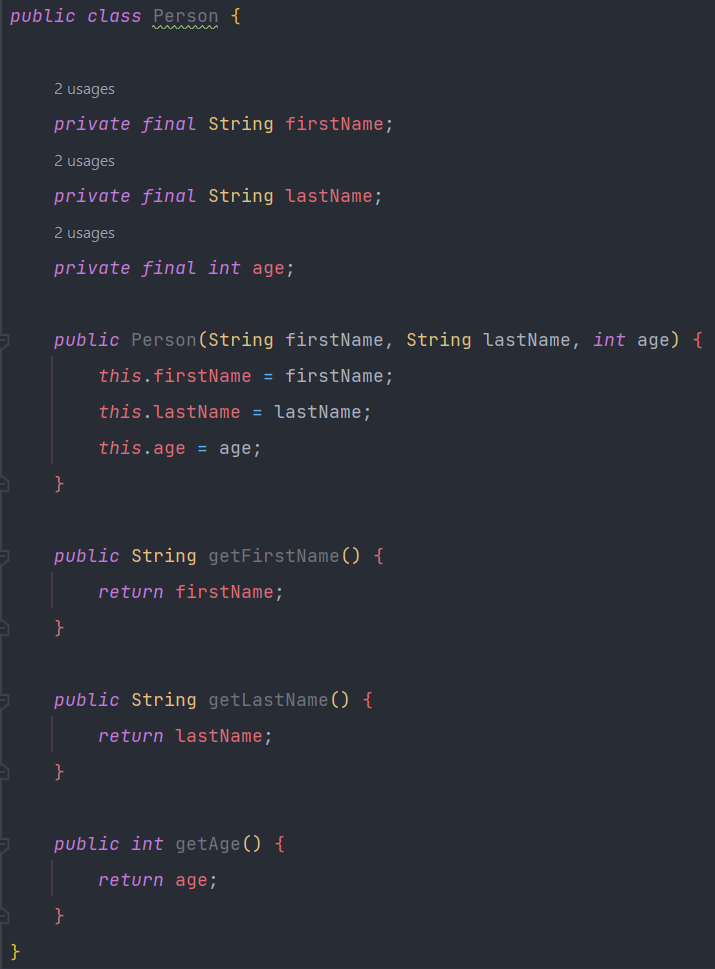 public class Person {
2 usages
private final String firstName;
2 usages
private final String lastName;
2 usages
private final int age;
public Person(String firstName, String lastName, int age) {
this.firstName = firstName;
this.lastName = lastName;
this.age = age;
}
public String getFirstName() {
return firstName;
}
public String getLastName() {
return lastName;
}
public int getAge() {
return age;
}
}